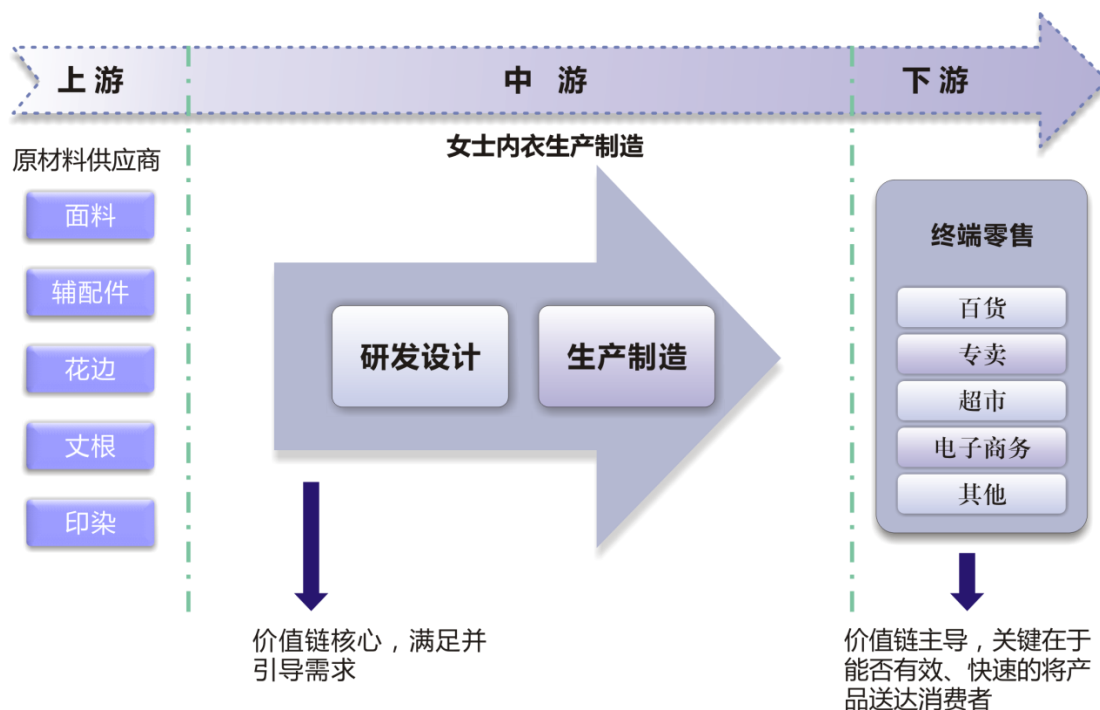 上游
中游
下游
原材料供应商
面料
辅配件
花边
丈根
印染
女士内衣生产制造
研发设计
生产制造
价值链核心，满足并
引导需求
终端零售
百货
专卖
超市
电子商务
其他
价值链主导，关键在于
能否有效、快速的将产
品送达消费者